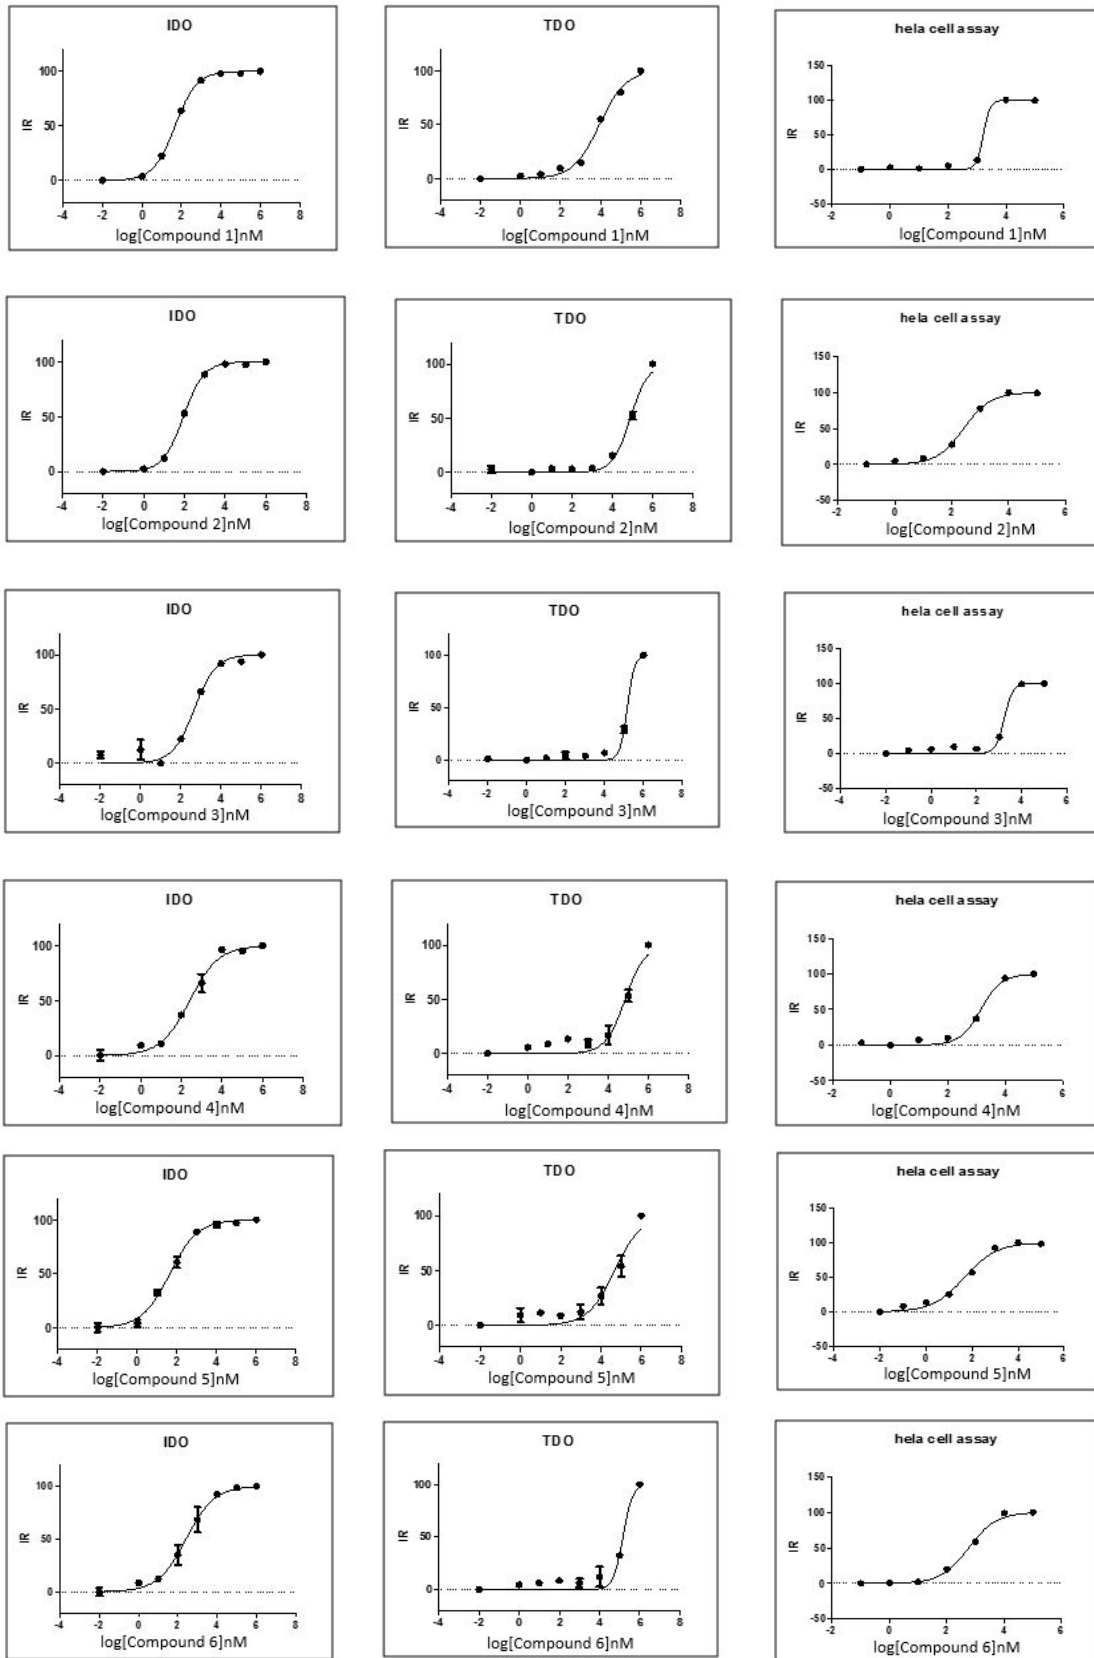 IDO
100
IR
50
0
-4 -2 0 2 4 6 8
log[Compound 1]nM
TDO
100
IR
50
0
-4 -2 0 2 4 6 8
log[Compound 1]nM
hela cell assay
150
100
IR
50
0
-50
-2 0 2 4 6
log[Compound 1]nM
IDO
100
IR
50
0
-4 -2 0 2 4 6 8
log[Compound 2]nM
TDO
100
IR
50
0
-4 -2 0 2 4 6 8
log[Compound 2]nM
hela cell assay
150
100
IR
50
0
-50
-2 0 2 4 6
log[Compound 2]nM
IDO
100
IR
50
0
-4 -2 0 2 4 6 8
log[Compound 3]nM
TDO
100
IR
50
0
-4 -2 0 2 4 6 8
log[Compound 3]nM
hela cell assay
150
100
IR
50
0
-50
-4 -2 0 2 4 6
log[Compound 3]nM
IDO
100
IR
50
0
-4 -2 0 2 4 6 8
log[Compound 4]nM
TDO
100
IR
50
0
-4 -2 0 2 4 6 8
log[Compound 4]nM
hela cell assay
150
100
IR
50
0
-50
-2 0 2 4 6
log[Compound 4]nM
IDO
100
IR
50
0
-4 -2 0 2 4 6 8
log[Compound 5]nM
TDO
100
IR
50
0
-4 -2 0 2 4 6 8
log[Compound 5]nM
hela cell assay
150
100
IR
50
0
-50
-4 -2 0 2 4 6
log[Compound 5]nM
IDO
100
IR
50
0
-4 -2 0 2 4 6 8
log[Compound 6]nM
TDO
100
IR
50
0
-4 -2 0 2 4 6 8
log[Compound 6]nM
hela cell assay
150
100
IR
50
0
-50
-2 0 2 4 6
log[Compound 6]nM